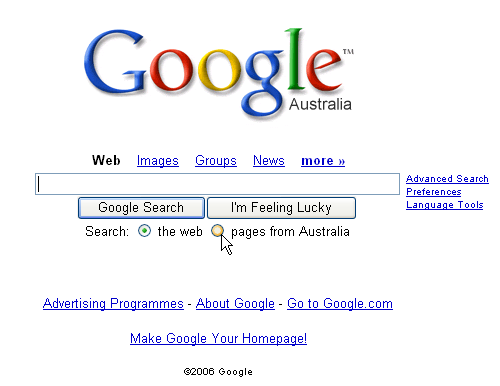 Google™
Australia
Web Images Groups News more »
Advanced Search
Preferences
Language Tools
Google Search I'm Feeling Lucky
Search: the web pages from Australia
Advertising Programmes - About Google - Go to Google.com
Make Google Your Homepage!
©2006 Google